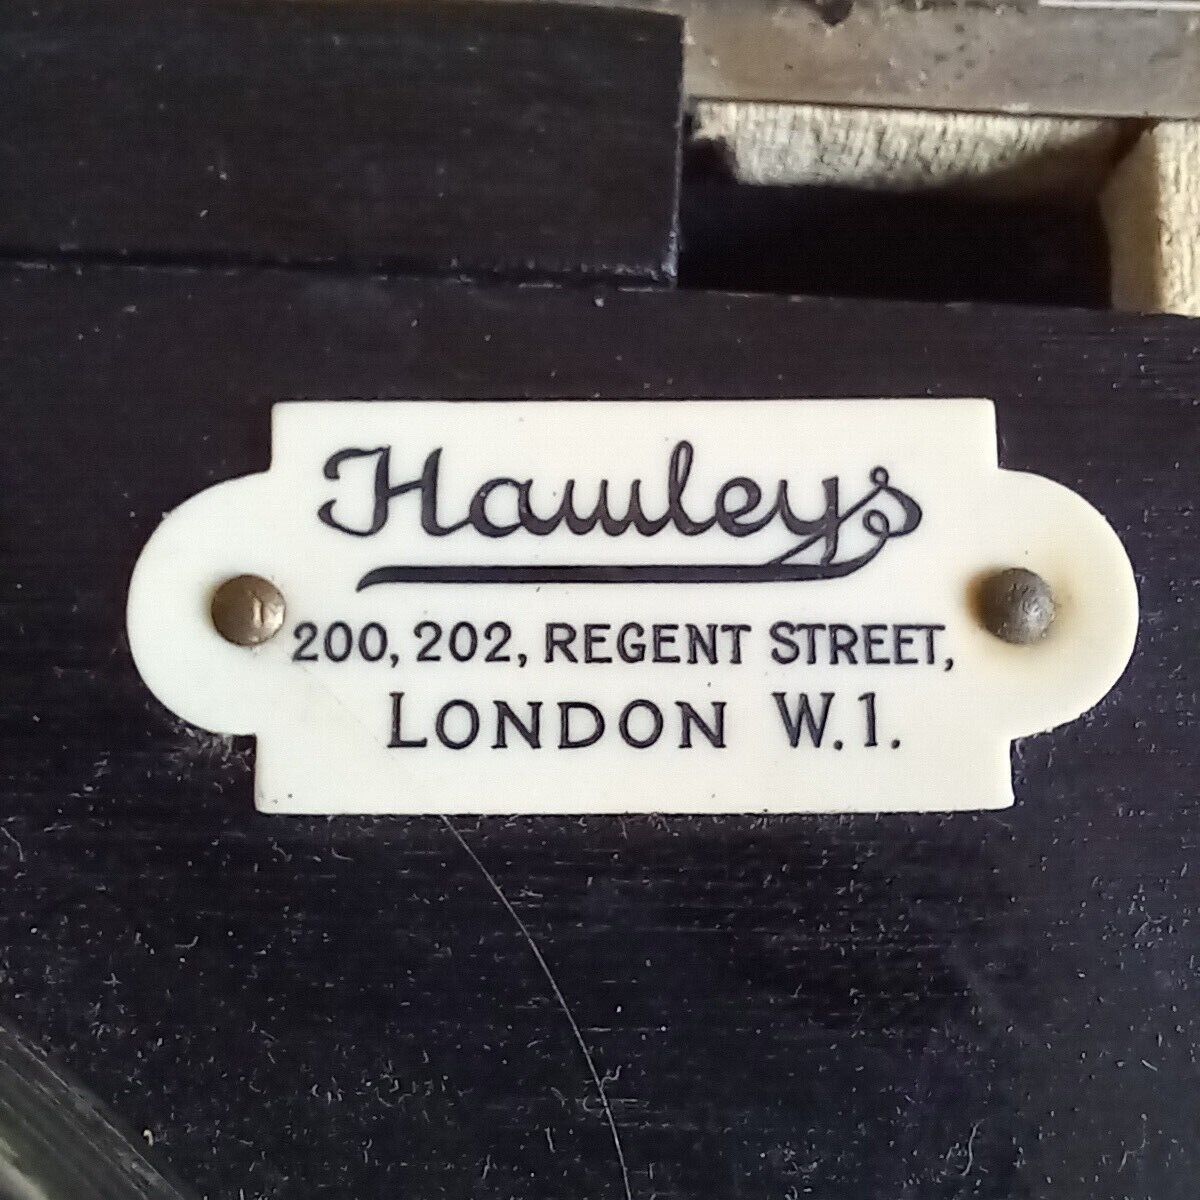 Hamleys
200, 202, REGENT STREET,
LONDON W.1.